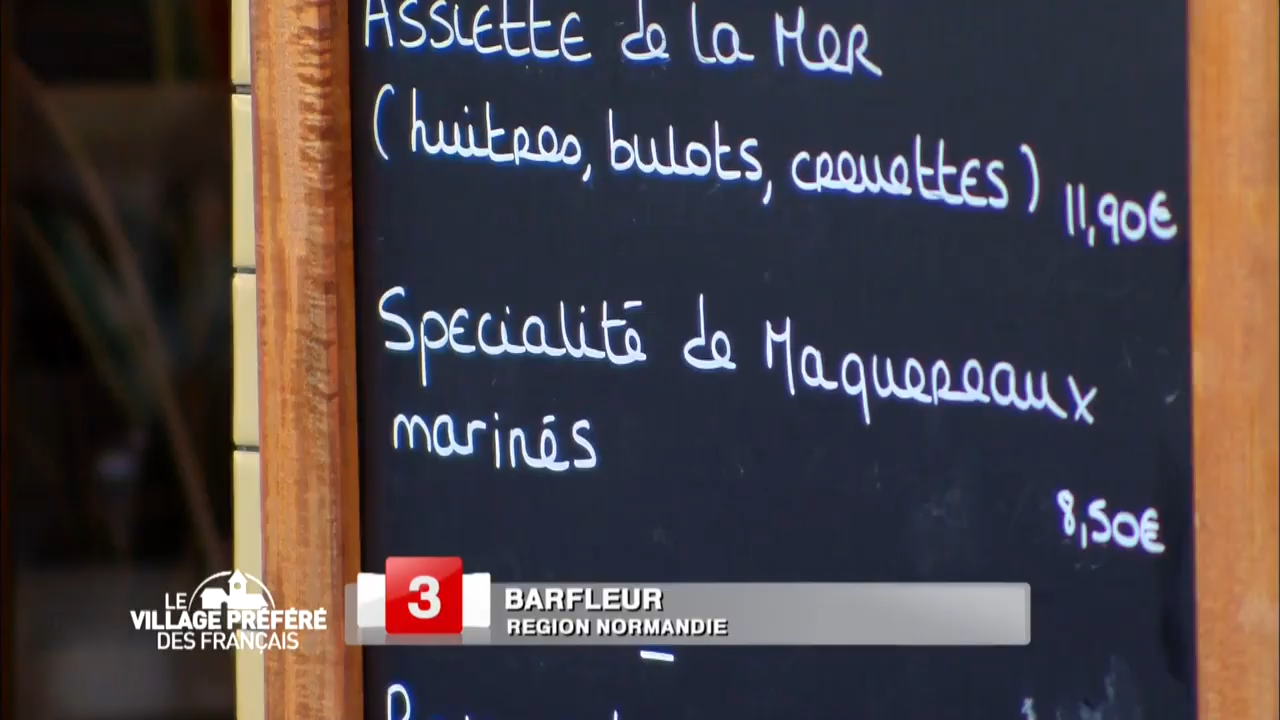 ASSIETTE de la MER
(huitres, bulots, crevettes) 11,90€
Specialité de Maquereaux
marinés
8,50€
LE
VILLAGE PRÉFÉRÉ
DES FRANÇAIS
3
BARFLEUR
REGION NORMANDIE